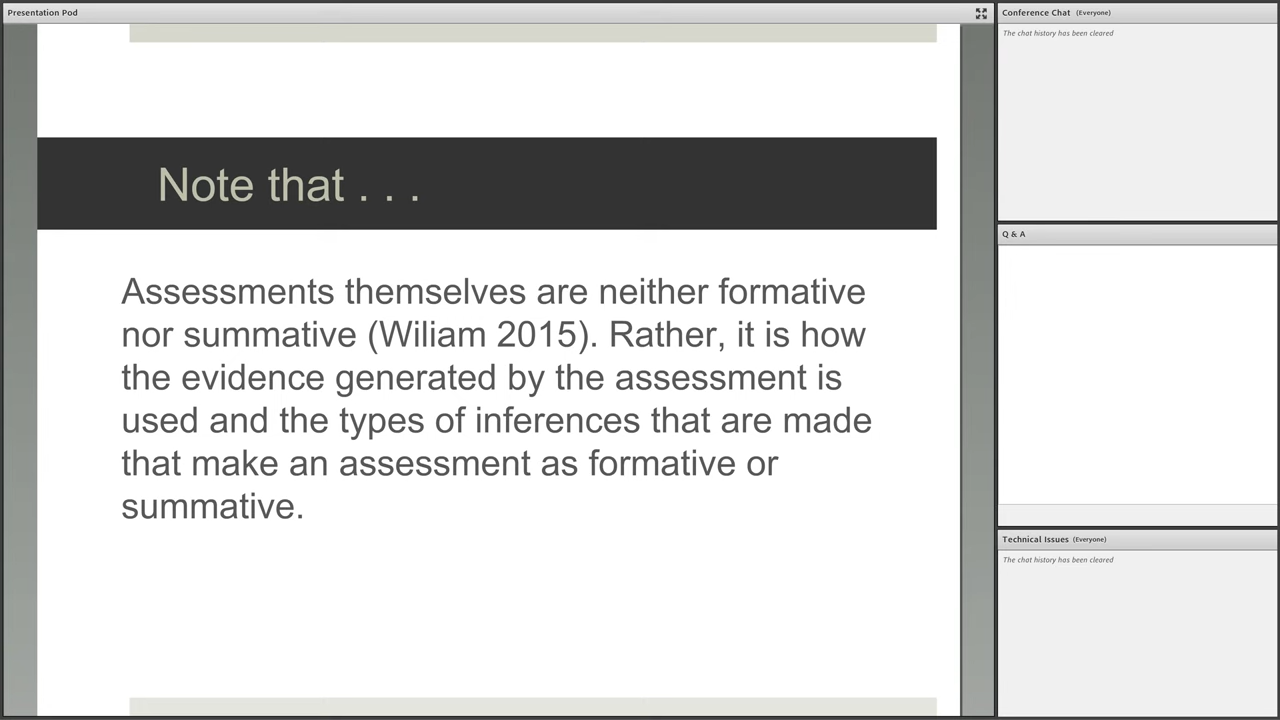 Presentation Pod
Note that . . .
Assessments themselves are neither formative
nor summative (Wiliam 2015). Rather, it is how
the evidence generated by the assessment is
used and the types of inferences that are made
that make an assessment as formative or
summative.
Conference Chat (Everyone)
The chat history has been cleared
Q & A
Technical Issues (Everyone)
The chat history has been cleared